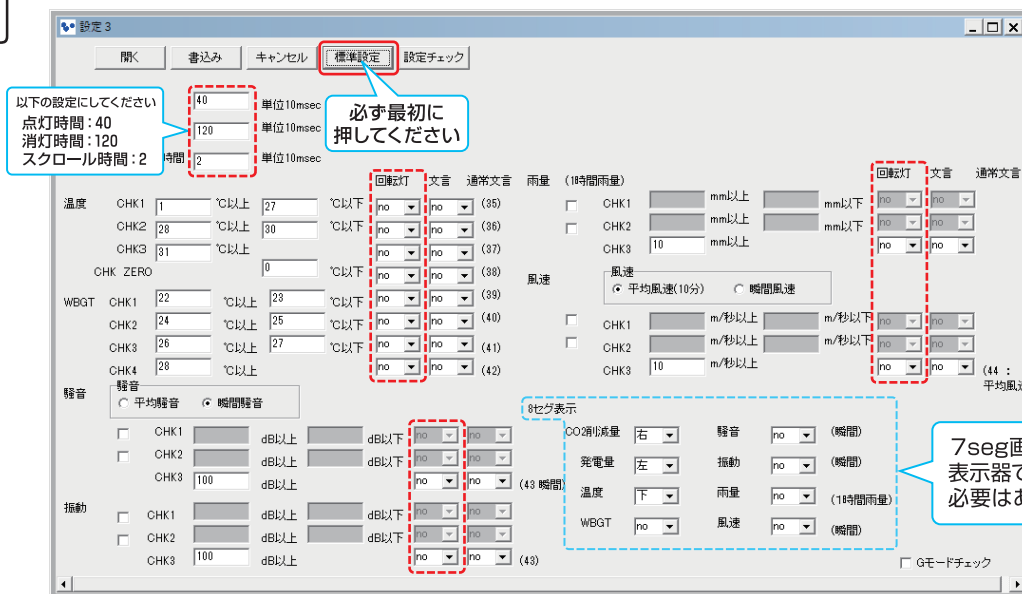 設定3
開く 書込み キャンセル 標準設定 設定チェック
以下の設定にしてください
点灯時間:40
消灯時間:120
スクロール時間:2
必ず最初に
押してください
40 単位10msec
120 単位10msec
時間 2 単位10msec
回転灯 文言 通常文言
温度 CHK1 1 ℃以上 27 ℃以下 no no (35)
CHK2 28 ℃以上 30 ℃以下 no no (36)
CHK3 31 ℃以上 no no (37)
CHK ZERO 0 ℃以下 no no (38)
WBGT CHK1 22 ℃以上 23 ℃以下 no no (39)
CHK2 24 ℃以上 25 ℃以下 no no (40)
CHK3 26 ℃以上 27 ℃以下 no no (41)
CHK4 28 ℃以上 no no (42)
騒音 騒音
平均騒音 瞬間騒音
CHK1 dB以上 dB以下 no no
CHK2 dB以上 dB以下 no no
CHK3 100 dB以上 no no (43 瞬間)
振動 CHK1 dB以上 dB以下 no no
CHK2 dB以上 dB以下 no no
CHK3 100 dB以上 no no (43)
雨量 (1時間雨量) 回転灯 文言 通常文言
CHK1 mm以上 mm以下 no no
CHK2 mm以上 mm以下 no no
CHK3 10 mm以上 no no
風速 風速
平均風速(10分) 瞬間風速
CHK1 m/秒以上 m/秒以下 no no
CHK2 m/秒以上 m/秒以下 no no
CHK3 10 m/秒以上 no no (44 :
平均風速
8セグ表示
CO2削減量 右 騒音 no (瞬間)
発電量 左 振動 no (瞬間)
温度 下 雨量 no (1時間雨量)
WBGT no 風速 no (瞬間)
7seg画
表示器で
必要はあ
Gモードチェック